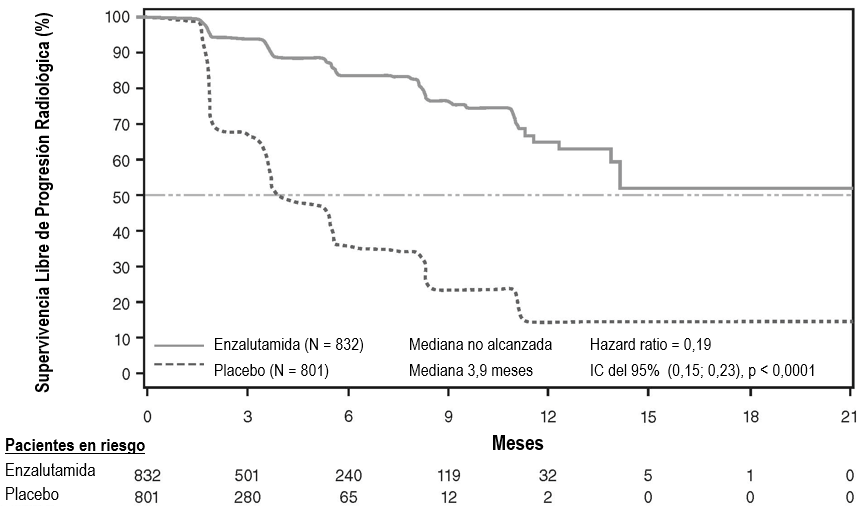 Supervivencia Libre de Progresión Radiológica (%)
100
90
80
70
60
50
40
30
20
10
0
Enzalutamida (N = 832) Mediana no alcanzada Hazard ratio = 0,19
Placebo (N = 801) Mediana 3,9 meses IC del 95% (0,15; 0,23), p < 0,0001
0 3 6 9 12 15 18 21
Meses
Pacientes en riesgo
Enzalutamida 832 501 240 119 32 5 1 0
Placebo 801 280 65 12 2 0 0 0